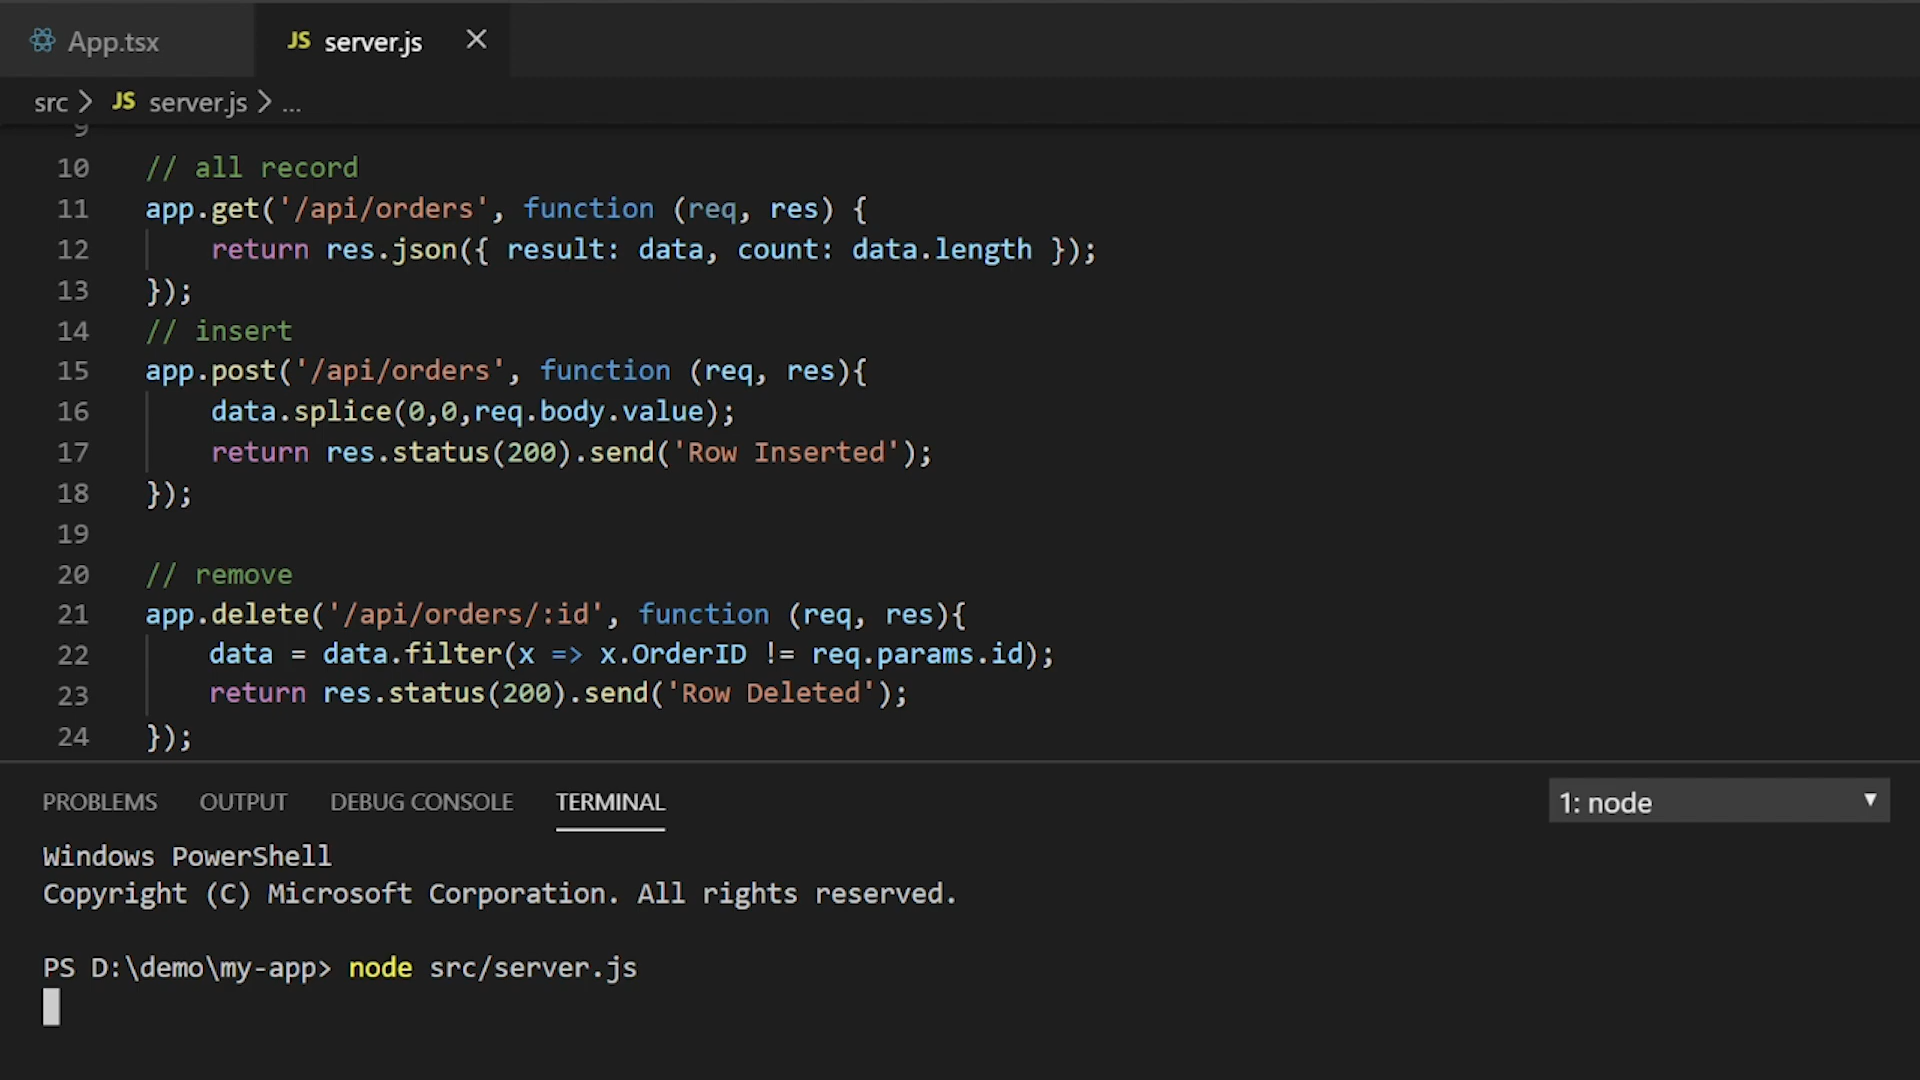 App.tsx
JS server.js ×
src > JS server.js > ...
9
10 // all record
11 app.get('/api/orders', function (req, res) {
12     return res.json({ result: data, count: data.length });
13 });
14 // insert
15 app.post('/api/orders', function (req, res){
16     data.splice(0,0,req.body.value);
17     return res.status(200).send('Row Inserted');
18 });
19
20 // remove
21 app.delete('/api/orders/:id', function (req, res){
22     data = data.filter(x => x.OrderID != req.params.id);
23     return res.status(200).send('Row Deleted');
24 });
PROBLEMS OUTPUT DEBUG CONSOLE TERMINAL 1: node
Windows PowerShell
Copyright (C) Microsoft Corporation. All rights reserved.
PS D:\demo\my-app> node src/server.js